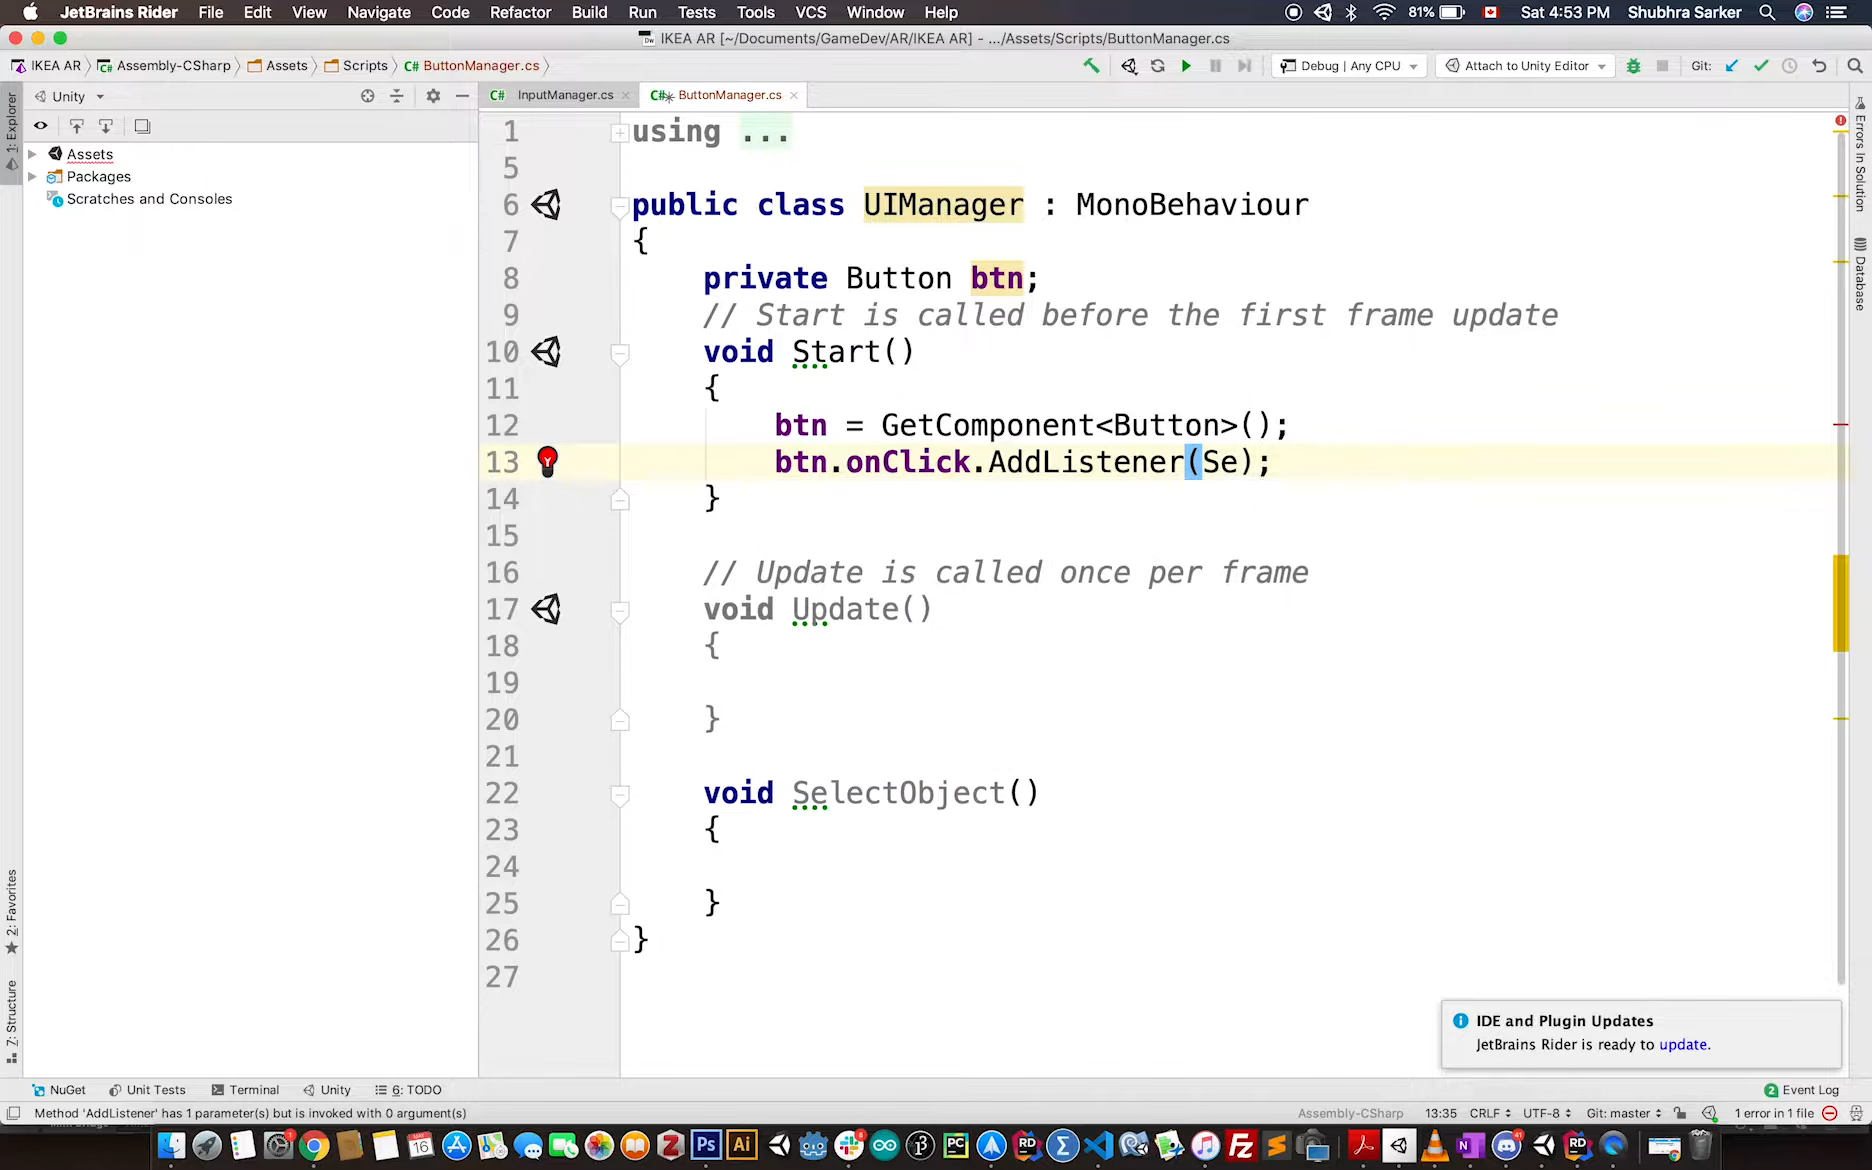 JetBrains Rider File Edit View Navigate Code Refactor Build Run Tests Tools VCS Window Help 81% Sat 4:53 PM Shubhra Sarker
IKEA AR [~/Documents/GameDev/AR/IKEA AR] - .../Assets/Scripts/ButtonManager.cs
IKEA AR Assembly-CSharp Assets Scripts C# ButtonManager.cs Debug | Any CPU Attach to Unity Editor Git:
Unity C# InputManager.cs C# ButtonManager.cs
1: Explorer
Assets
Packages
Scratches and Consoles
2: Favorites
Z: Structure
1 using ...
5
6 public class UIManager : MonoBehaviour
7 {
8 private Button btn;
9 // Start is called before the first frame update
10 void Start()
11 {
12 btn = GetComponent<Button>();
13 btn.onClick.AddListener(Se);
14 }
15
16 // Update is called once per frame
17 void Update()
18 {
19
20 }
21
22 void SelectObject()
23 {
24
25 }
26 }
27
Errors In Solution
Database
IDE and Plugin Updates
JetBrains Rider is ready to update.
NuGet Unit Tests Terminal Unity 6: TODO 2 Event Log
Method 'AddListener' has 1 parameter(s) but is invoked with 0 argument(s) Assembly-CSharp 13:35 CRLF UTF-8 Git: master 1 error in 1 file
Ps Ai PC RD Fz N RD